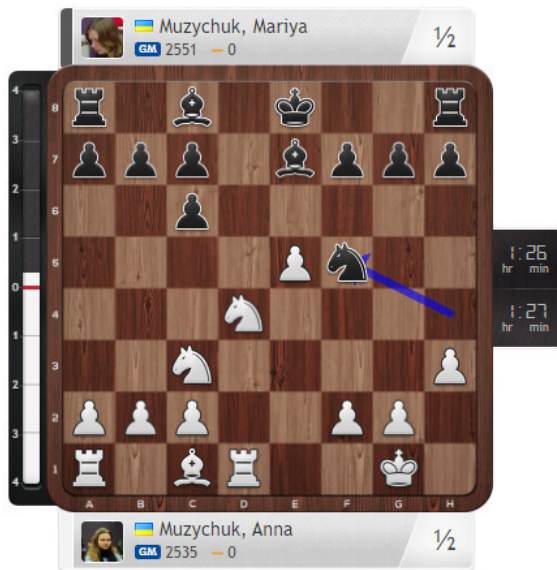 Muzychuk, Mariya ½
GM 2551 – 0
4
3
2
1
0
1
2
3
4
8
7
6
5
4
3
2
1
A B C D E F G H
1:26
hr min
1:27
hr min
Muzychuk, Anna ½
GM 2535 – 0